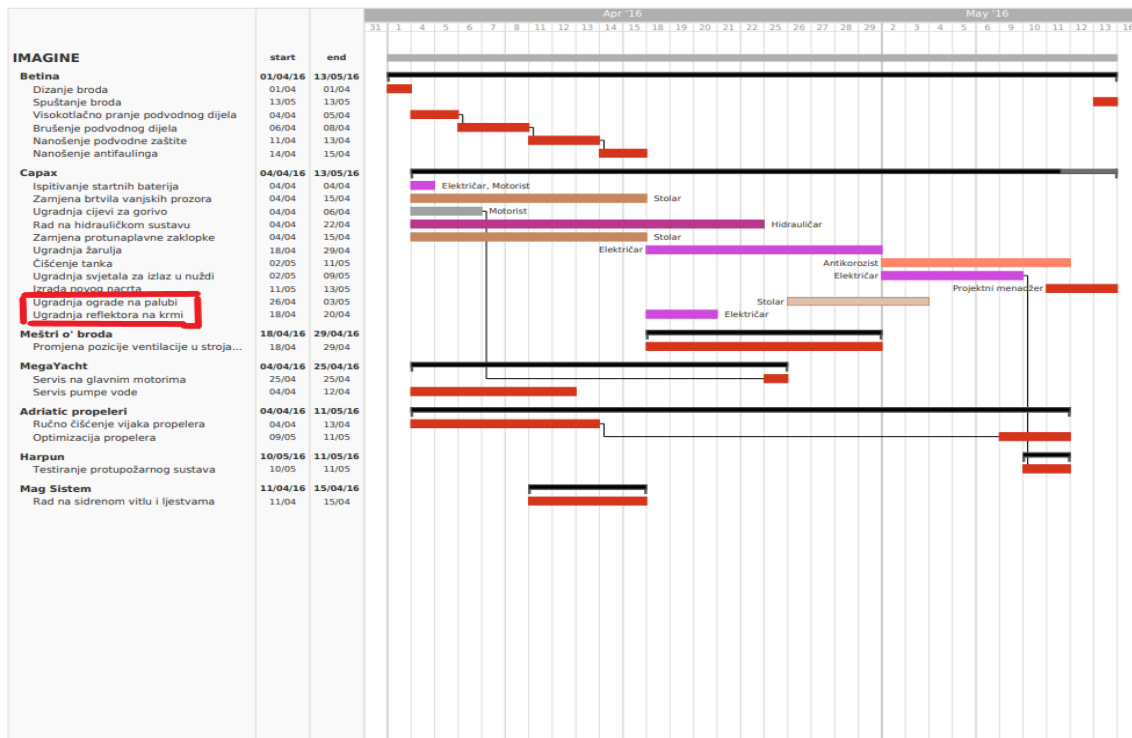 Apr '16 May '16
31 1 4 5 6 7 8 11 12 13 14 15 18 19 20 21 22 25 26 27 28 29 2 3 4 5 6 9 10 11 12 13 16
IMAGINE start end
Betina 01/04/16 13/05/16
Dizanje broda 01/04 01/04
Spuštanje broda 13/05 13/05
Visokotlačno pranje podvodnog dijela 04/04 05/04
Brušenje podvodnog dijela 06/04 08/04
Nanošenje podvodne zaštite 11/04 13/04
Nanošenje antifaulinga 14/04 15/04
Capax 04/04/16 13/05/16
Ispitivanje startnih baterija 04/04 04/04 Električar, Motorist
Zamjena brtvila vanjskih prozora 04/04 15/04 Stolar
Ugradnja cijevi za gorivo 04/04 06/04 Motorist
Rad na hidrauličkom sustavu 04/04 22/04 Hidrauličar
Zamjena protunaplavne zaklopke 04/04 15/04 Stolar
Ugradnja žarulja 18/04 29/04 Električar
Čišćenje tanka 02/05 11/05 Antikorozist
Ugradnja svjetala za izlaz u nuždi 02/05 09/05 Električar
Izrada novog nacrta 11/05 13/05 Projektni menadžer
Ugradnja ograde na palubi 26/04 03/05 Stolar
Ugradnja reflektora na krmi 18/04 20/04 Električar
Meštri o' broda 18/04/16 29/04/16
Promjena pozicije ventilacije u stroja... 18/04 29/04
MegaYacht 04/04/16 25/04/16
Servis na glavnim motorima 25/04 25/04
Servis pumpe vode 04/04 12/04
Adriatic propeleri 04/04/16 11/05/16
Ručno čišćenje vijaka propelera 04/04 13/04
Optimizacija propelera 09/05 11/05
Harpun 10/05/16 11/05/16
Testiranje protupožarnog sustava 10/05 11/05
Mag Sistem 11/04/16 15/04/16
Rad na sidrenom vitlu i ljestvama 11/04 15/04